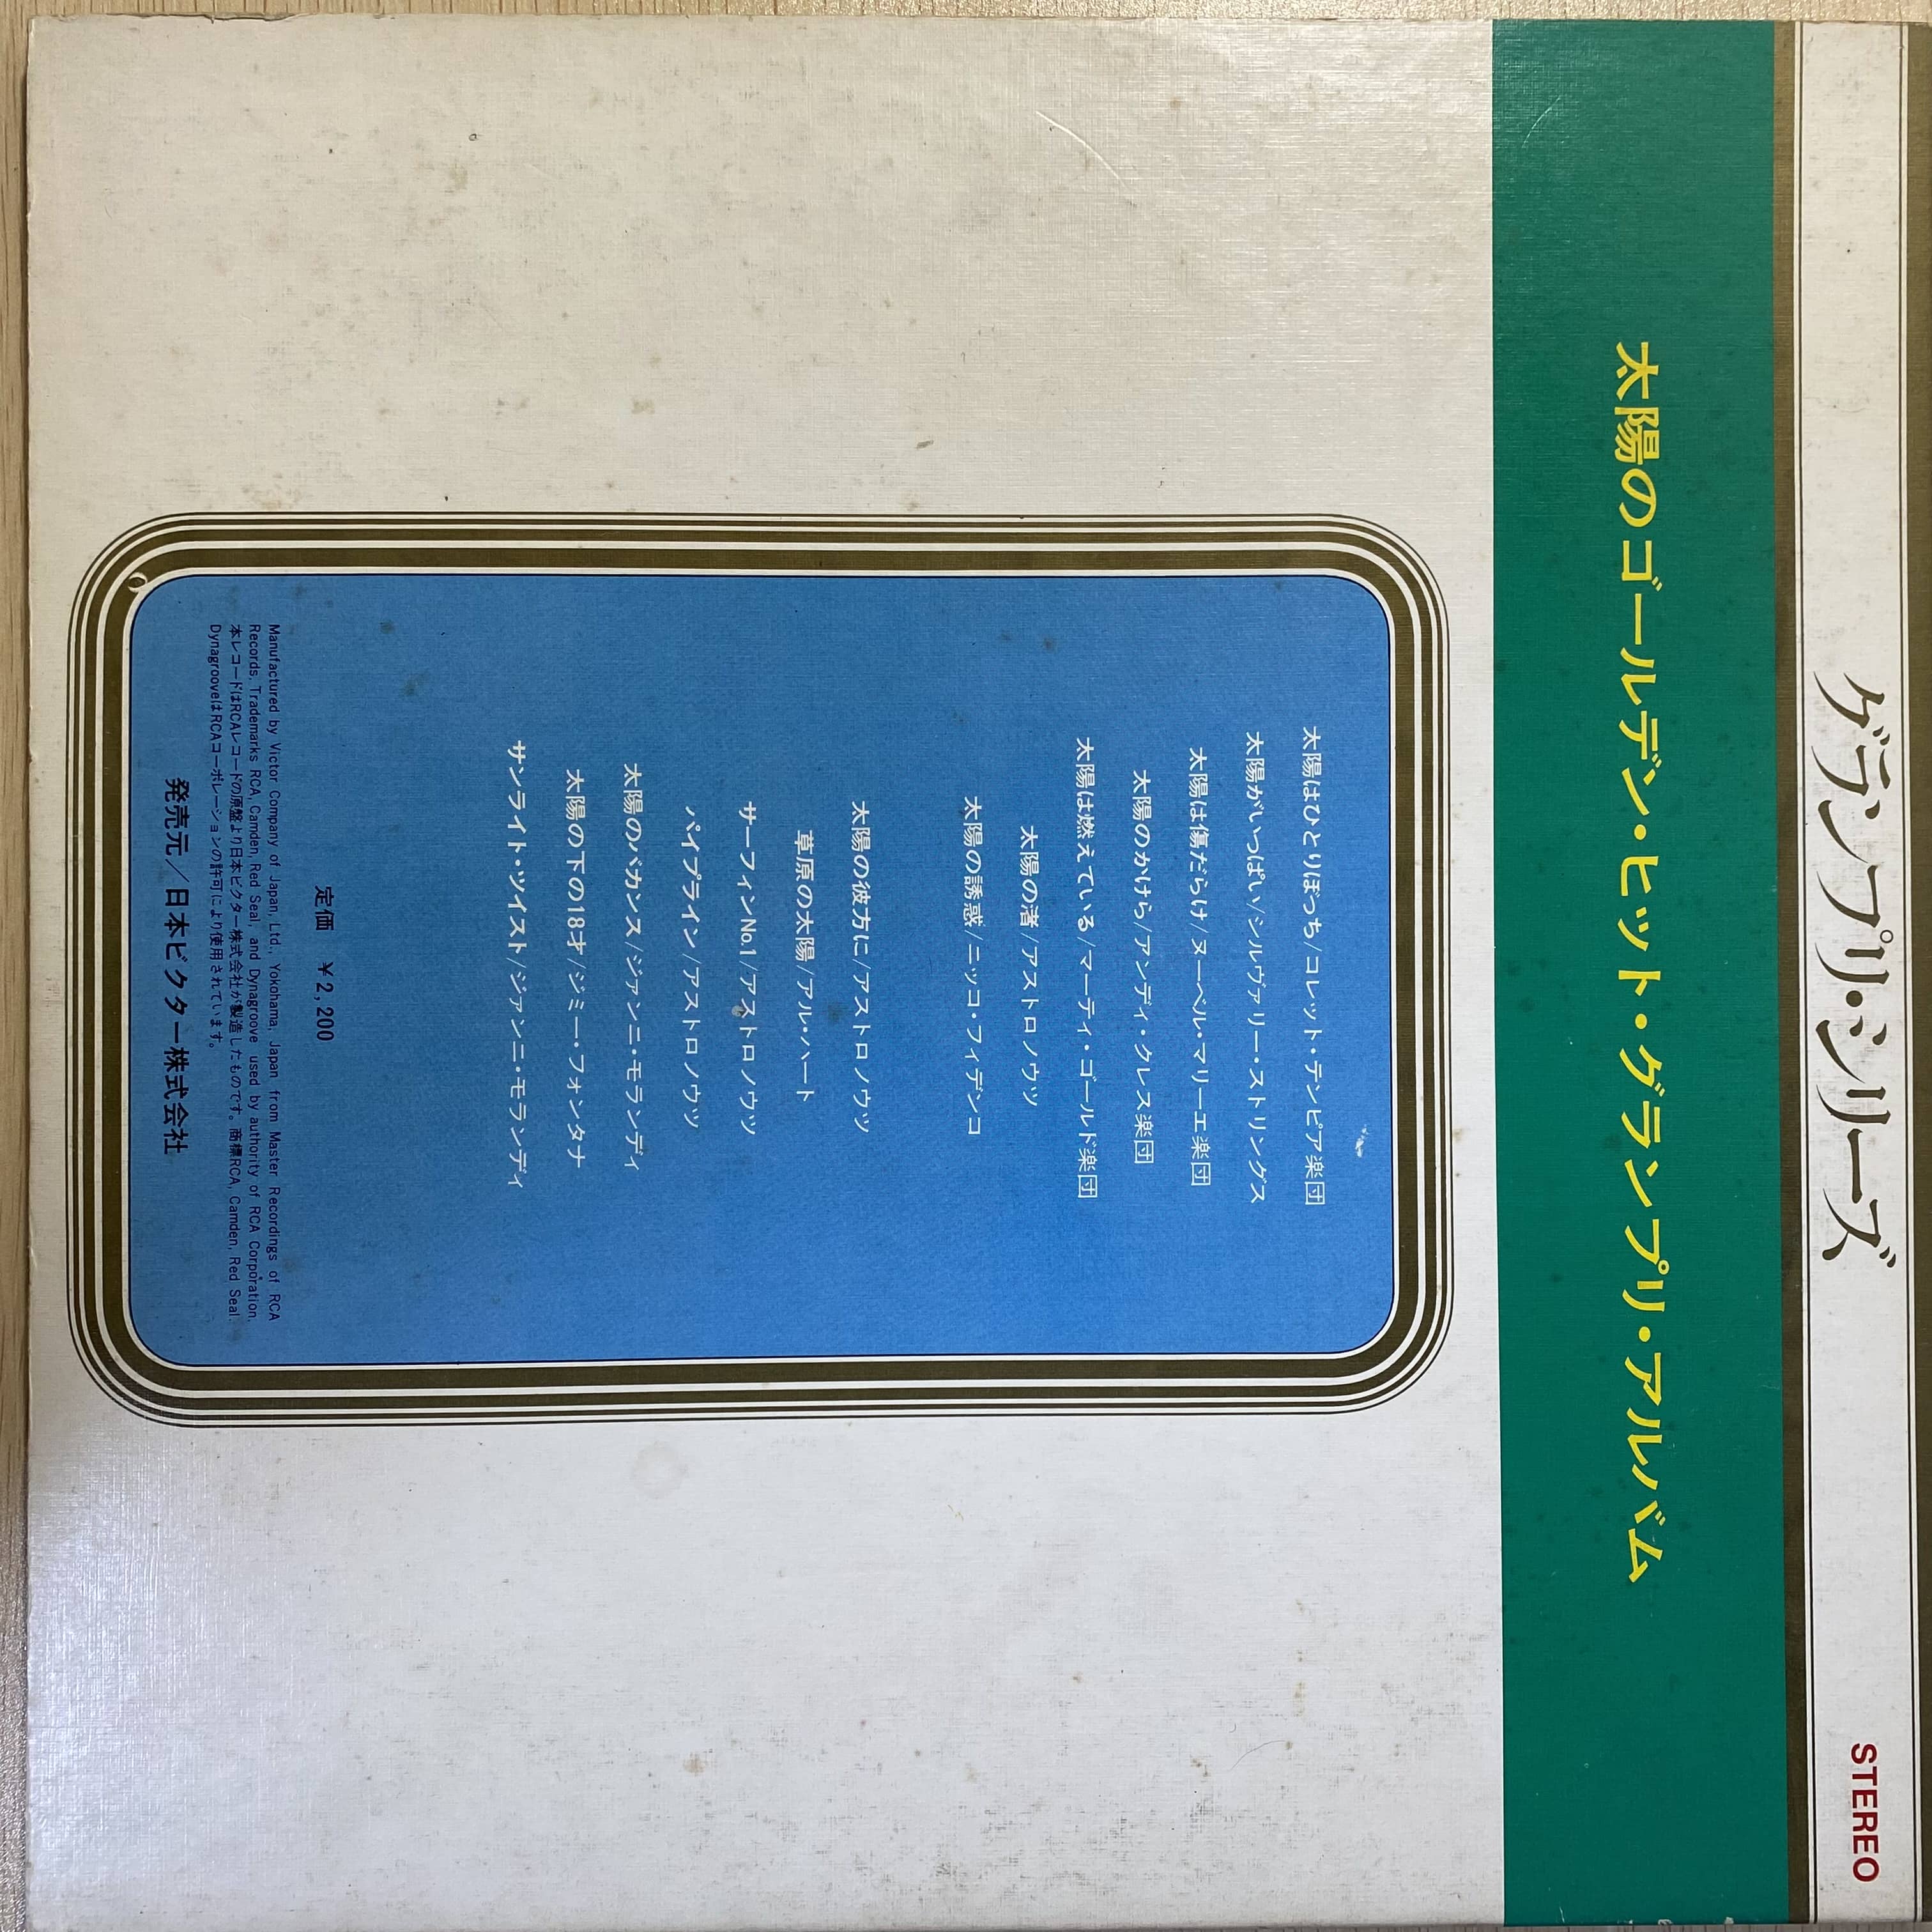 グランプリ・シリーズ
STEREO
太陽のゴールデン・ヒット・グランプリ・アルバム
太陽はひとりぼっち/コレット・テンピア楽団
太陽がいっぱい/シルヴァリー・ストリングス
太陽は傷だらけ/ヌーベル・マリーエ楽団
太陽のかけら/アンディ・クレス楽団
太陽は燃えている/マーティ・ゴールド楽団
太陽の渚/アストロノウツ
太陽の誘惑/ニッコ・フィデンコ
太陽の彼方に/アストロノウツ
草原の太陽/アル・ハート
サーフィンNo.1/アストロノウツ
パイプライン/アストロノウツ
太陽のバカンス/ジァンニ・モランディ
太陽の下の18才/ジミー・フォンタナ
サンライト・ツイスト/ジァンニ・モランディ
定価 ¥2,200
Manufactured by Victor Company of Japan, Ltd., Yokohama, Japan from Master Recordings of RCA
Records. Trademarks RCA, Camden, Red Seal, and Dynagroove used by authority of RCA Corporation.
本レコードはRCAレコードの原盤より日本ビクター株式会社が製造したものです。商標RCA, Camden, Red Seal.
DynagrooveはRCAコーポレーションの許可により使用されています。
発売元/日本ビクター株式会社